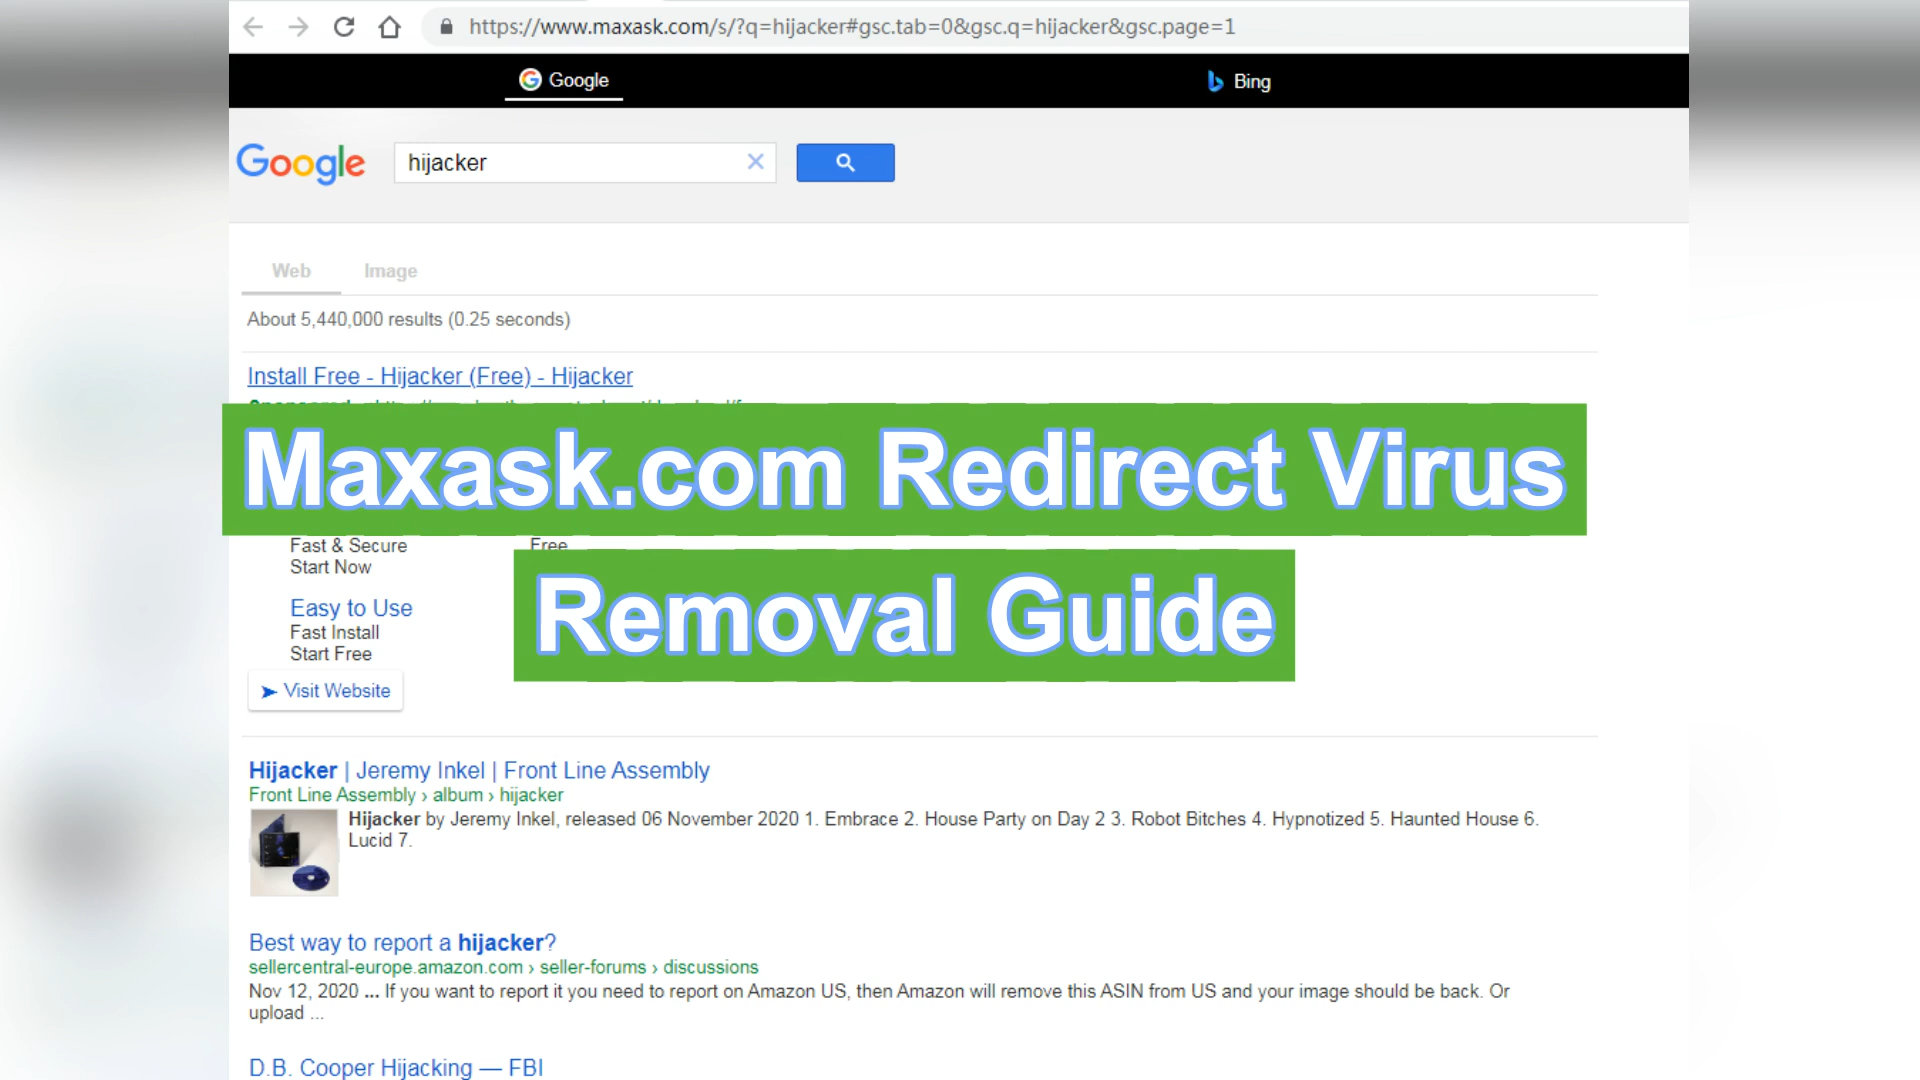 https://www.maxask.com/s/?q=hijacker#gsc.tab=0&gsc.q=hijacker&gsc.page=1
Google
Bing
Google
hijacker
Web Image
About 5,440,000 results (0.25 seconds)
Install Free - Hijacker (Free) - Hijacker
Maxask.com Redirect Virus
Removal Guide
Fast & Secure
Free
Start Now
Easy to Use
Fast Install
Start Free
Visit Website
Hijacker | Jeremy Inkel | Front Line Assembly
Front Line Assembly › album › hijacker
Hijacker by Jeremy Inkel, released 06 November 2020 1. Embrace 2. House Party on Day 2 3. Robot Bitches 4. Hypnotized 5. Haunted House 6.
Lucid 7.
Best way to report a hijacker?
sellercentral-europe.amazon.com › seller-forums › discussions
Nov 12, 2020 ... If you want to report it you need to report on Amazon US, then Amazon will remove this ASIN from US and your image should be back. Or
upload ...
D.B. Cooper Hijacking — FBI